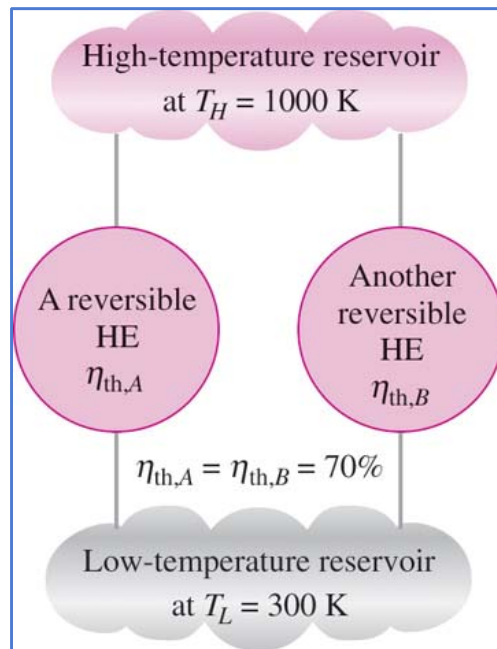 High-temperature reservoir
at T_H = 1000 K
A reversible
HE
η_th,A
Another
reversible
HE
η_th,B
η_th,A = η_th,B = 70%
Low-temperature reservoir
at T_L = 300 K